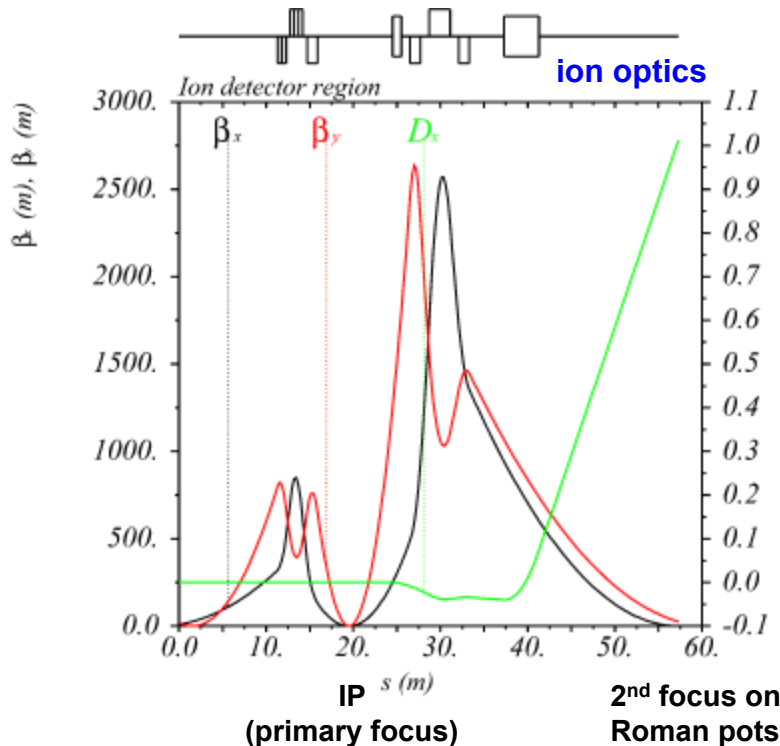 ion optics
Ion detector region
βx (m), βy (m)
βx
βy
Dx
3000.
2500.
2000.
1500.
1000.
500.
0.0
1.1
1.0
0.9
0.8
0.7
0.6
0.5
0.4
0.3
0.2
0.1
0.0
-0.1
0.0
10.
20.
30.
40.
50.
60.
s (m)
IP
(primary focus)
2nd focus on
Roman pots